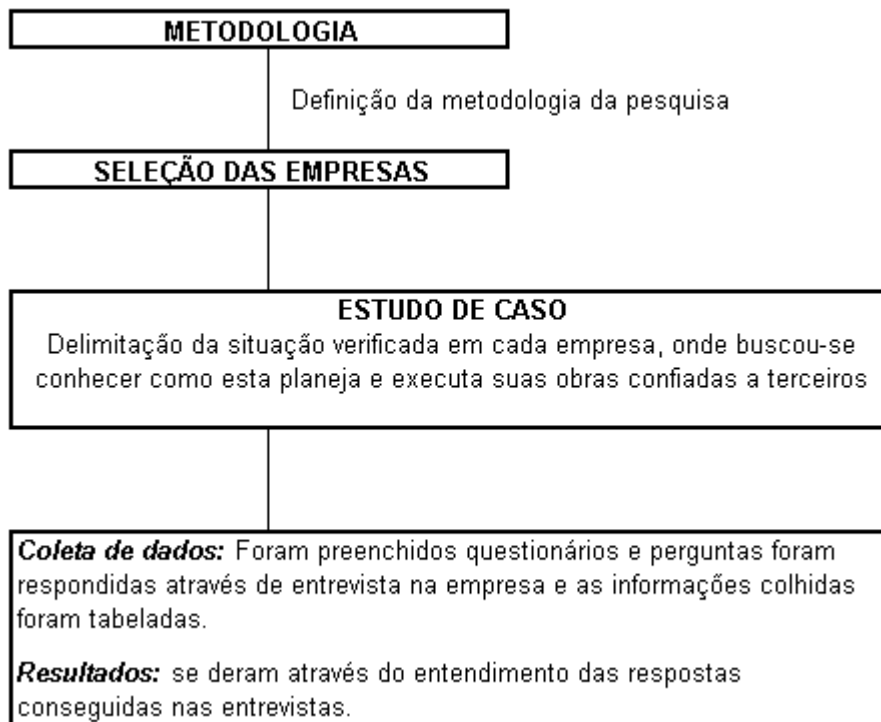 METODOLOGIA
Definição da metodologia da pesquisa
SELEÇÃO DAS EMPRESAS
ESTUDO DE CASO
Delimitação da situação verificada em cada empresa, onde buscou-se
conhecer como esta planeja e executa suas obras confiadas a terceiros
Coleta de dados: Foram preenchidos questionários e perguntas foram
respondidas através de entrevista na empresa e as informações colhidas
foram tabeladas.
Resultados: se deram através do entendimento das respostas
conseguidas nas entrevistas.